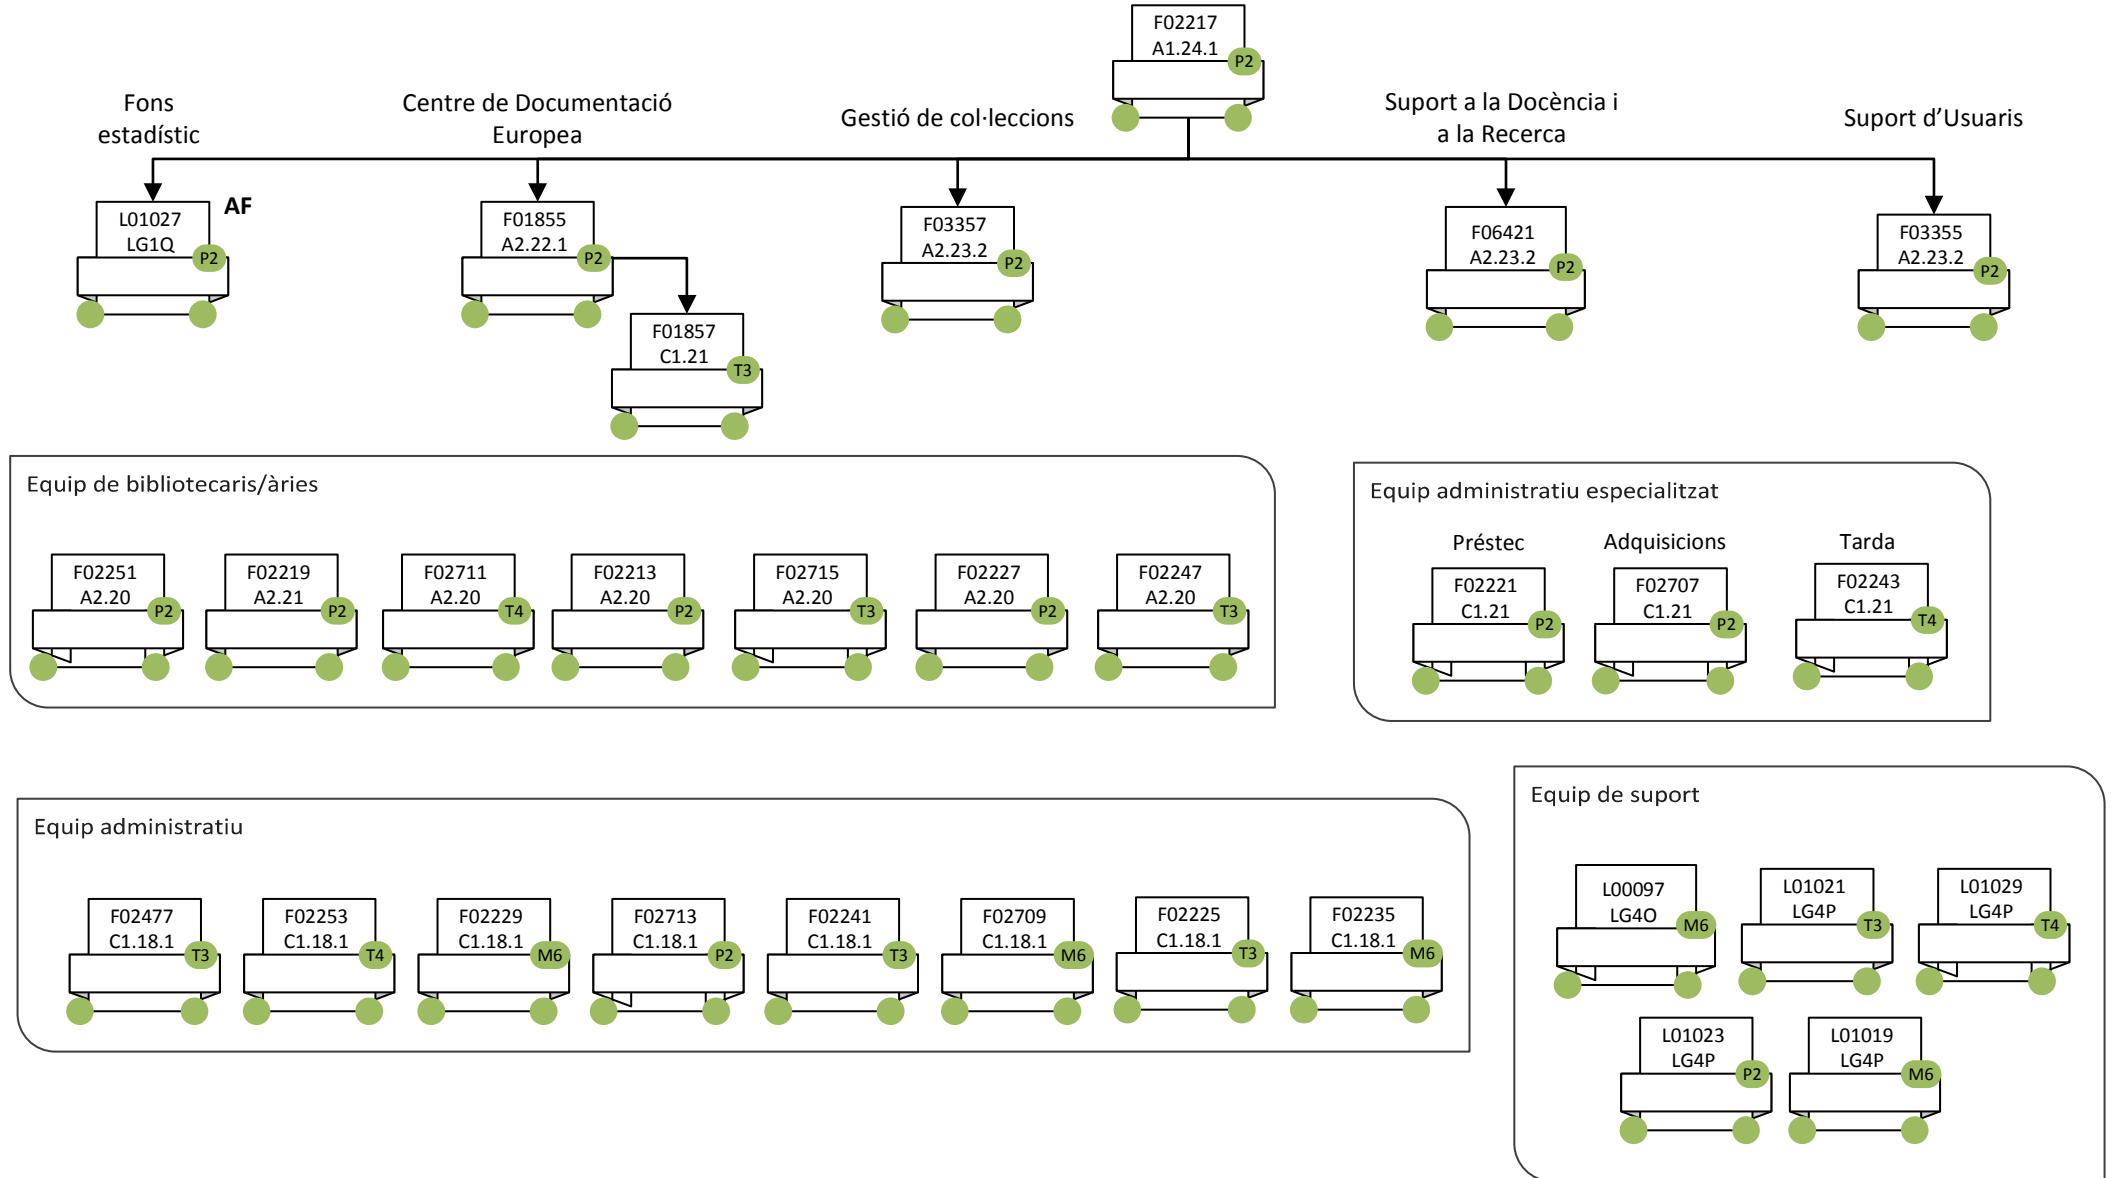 F02217
A1.24.1
P2
Fons
estadístic
Centre de Documentació
Europea
Gestió de col·leccions
Suport a la Docència i
a la Recerca
Suport d'Usuaris
L01027
LG1Q
P2
AF
F01855
A2.22.1
P2
F01857
C1.21
T3
F03357
A2.23.2
P2
F06421
A2.23.2
P2
F03355
A2.23.2
P2
Equip de bibliotecaris/àries
F02251
A2.20
P2
F02219
A2.21
P2
F02711
A2.20
T4
F02213
A2.20
P2
F02715
A2.20
T3
F02227
A2.20
P2
F02247
A2.20
T3
Equip administratiu especialitzat
Préstec
F02221
C1.21
P2
Adquisicions
F02707
C1.21
P2
Tarda
F02243
C1.21
T4
Equip administratiu
F02477
C1.18.1
T3
F02253
C1.18.1
T4
F02229
C1.18.1
M6
F02713
C1.18.1
P2
F02241
C1.18.1
T3
F02709
C1.18.1
M6
F02225
C1.18.1
T3
F02235
C1.18.1
M6
Equip de suport
L00097
LG4O
M6
L01021
LG4P
T3
L01029
LG4P
T4
L01023
LG4P
P2
L01019
LG4P
M6